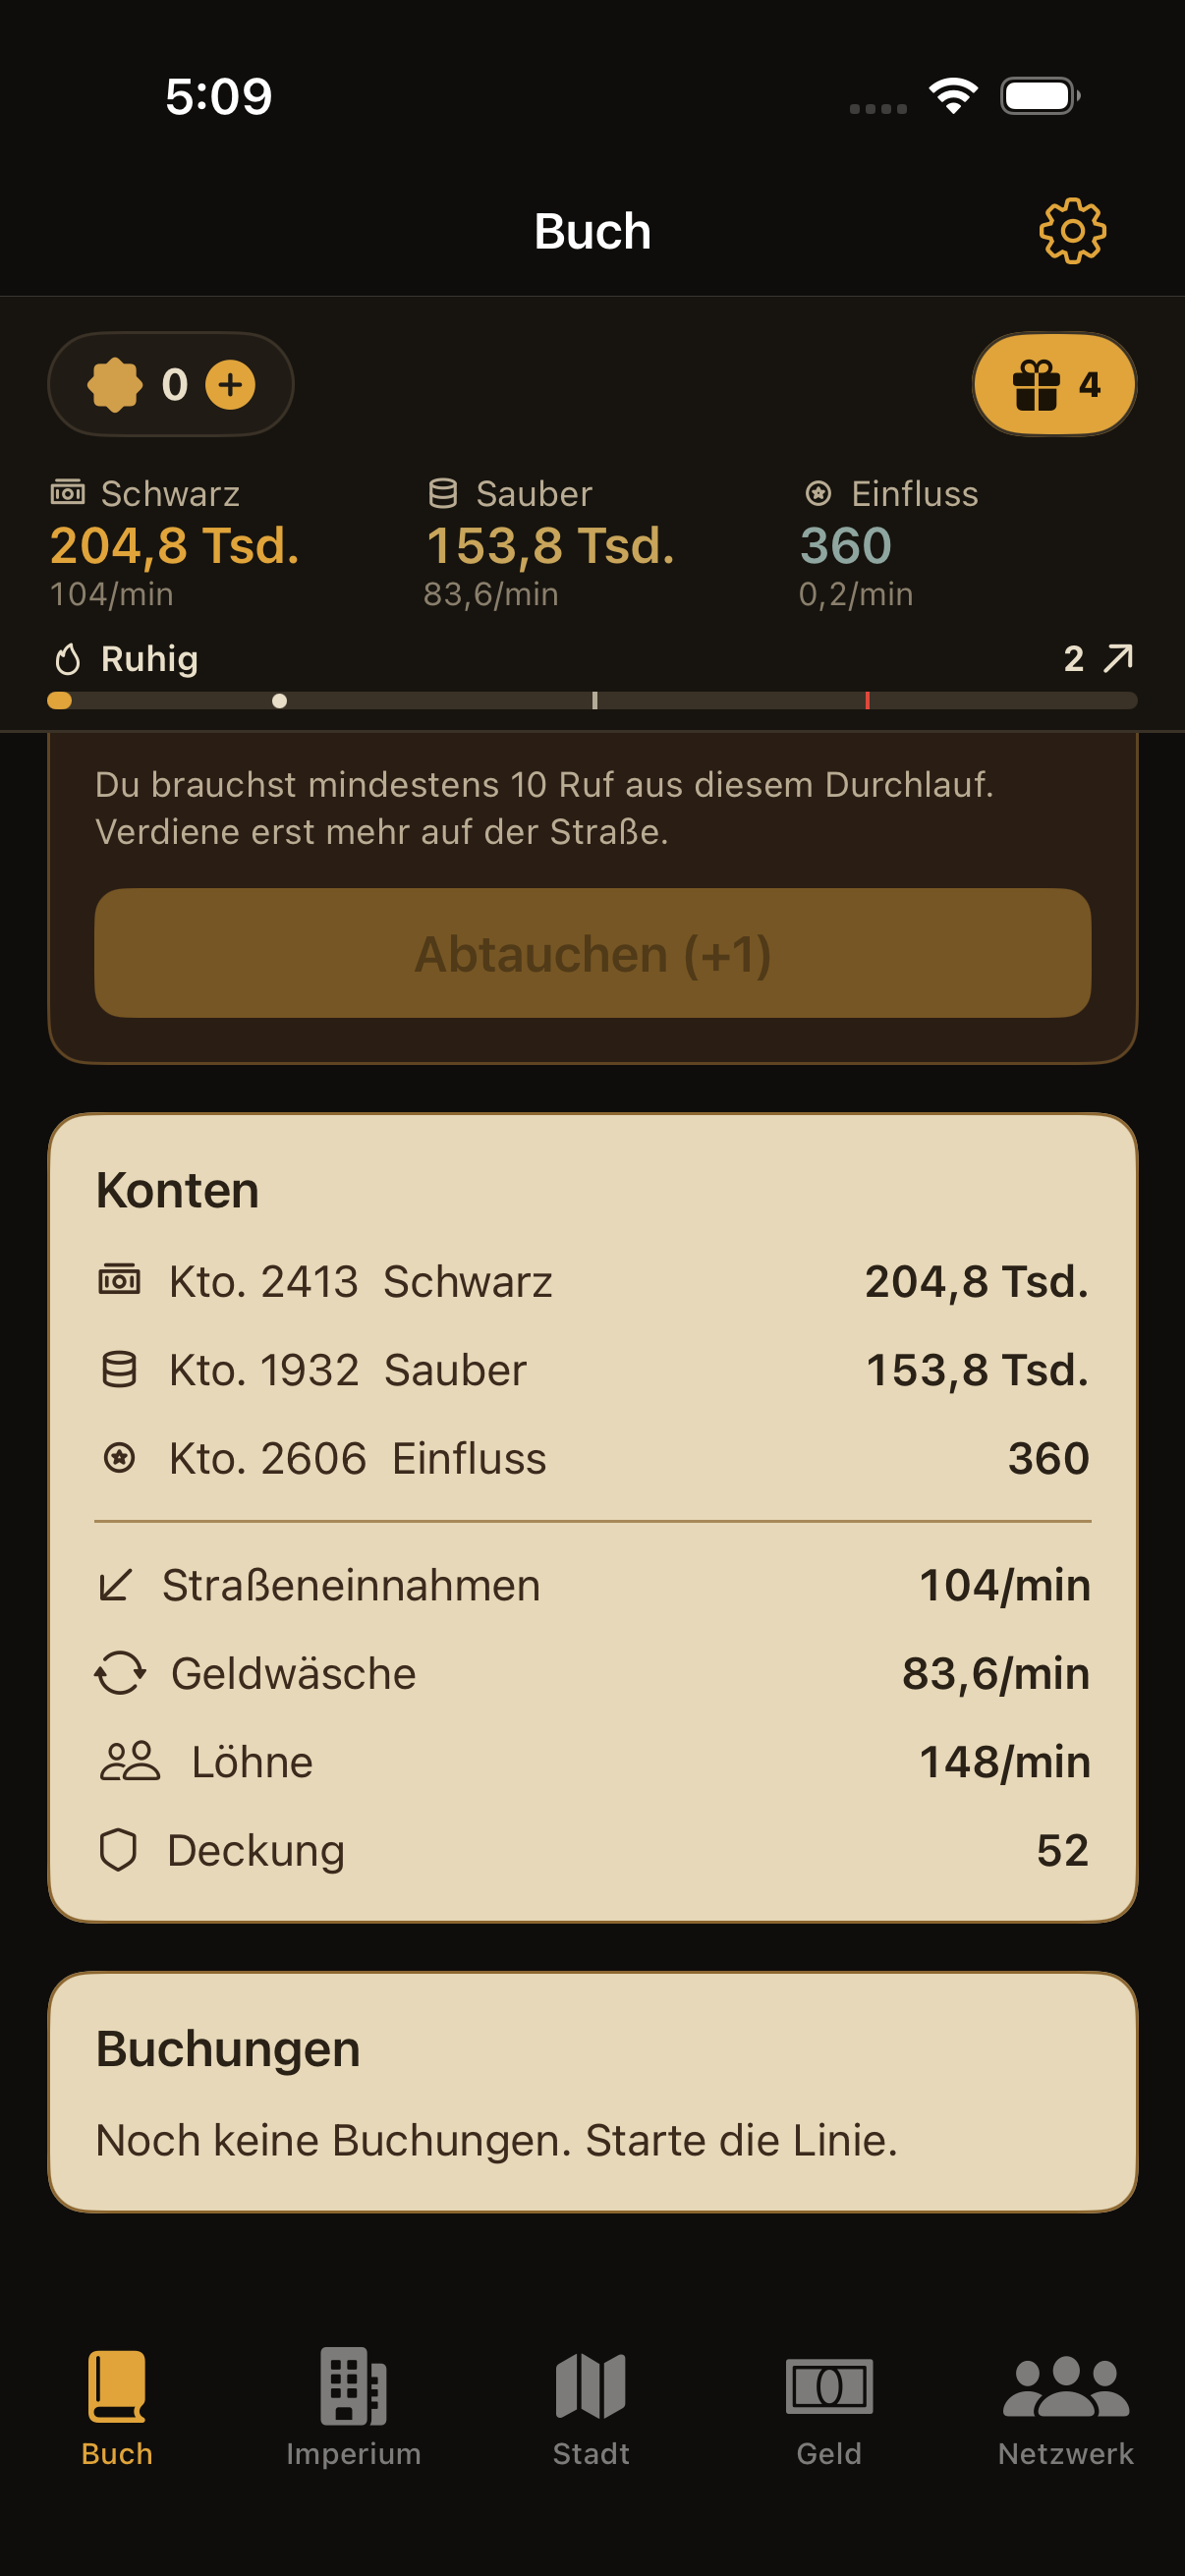 5:09
Buch
0
4
Schwarz
Sauber
Einfluss
204,8 Tsd.
153,8 Tsd.
360
104/min
83,6/min
0,2/min
Ruhig
2
Du brauchst mindestens 10 Ruf aus diesem Durchlauf.
Verdiene erst mehr auf der Straße.
Abtauchen (+1)
Konten
Kto. 2413 Schwarz 204,8 Tsd.
Kto. 1932 Sauber 153,8 Tsd.
Kto. 2606 Einfluss 360
Straßeneinnahmen 104/min
Geldwäsche 83,6/min
Löhne 148/min
Deckung 52
Buchungen
Noch keine Buchungen. Starte die Linie.
Buch
Imperium
Stadt
Geld
Netzwerk